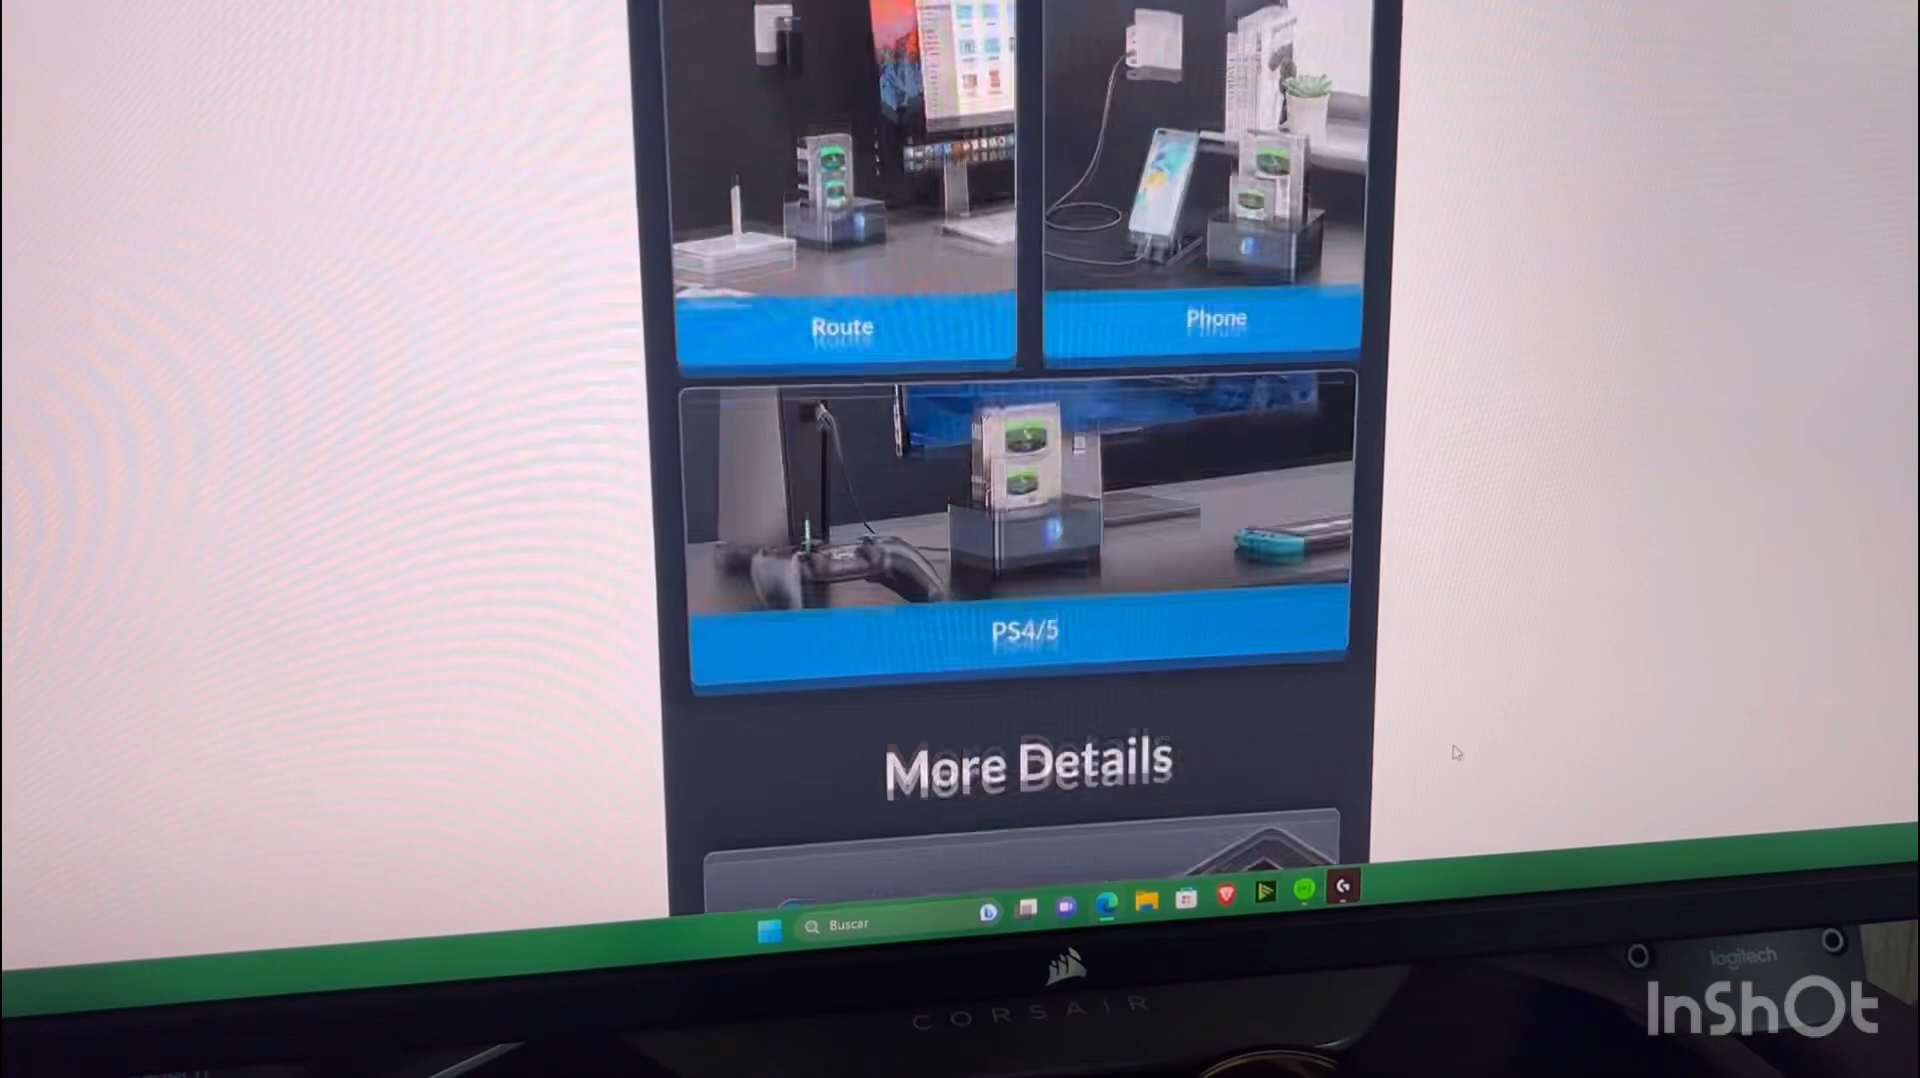 Route
Phone
PS4/5
More Details
Buscar
CORSAIR
logitech
InShOt